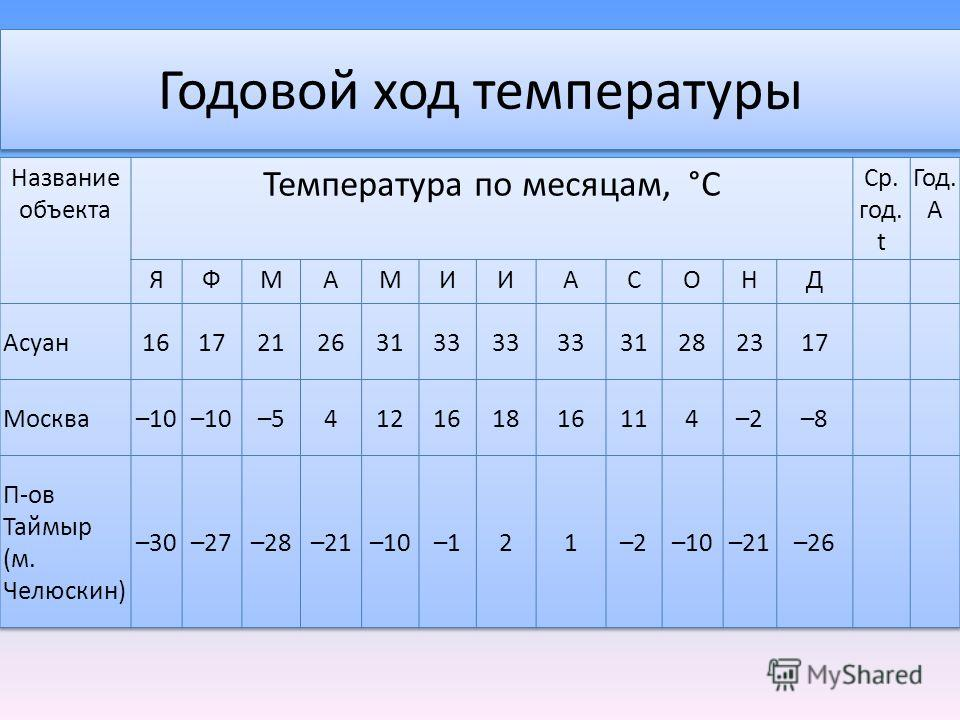 Годовой ход температуры
Название объекта Температура по месяцам, °С Ср. год. t Год. А
Я Ф М А М И И А С О Н Д
Асуан 16 17 21 26 31 33 33 33 31 28 23 17
Москва –10 –10 –5 4 12 16 18 16 11 4 –2 –8
П-ов Таймыр (м. Челюскин) –30 –27 –28 –21 –10 –1 2 1 –2 –10 –21 –26
MyShared